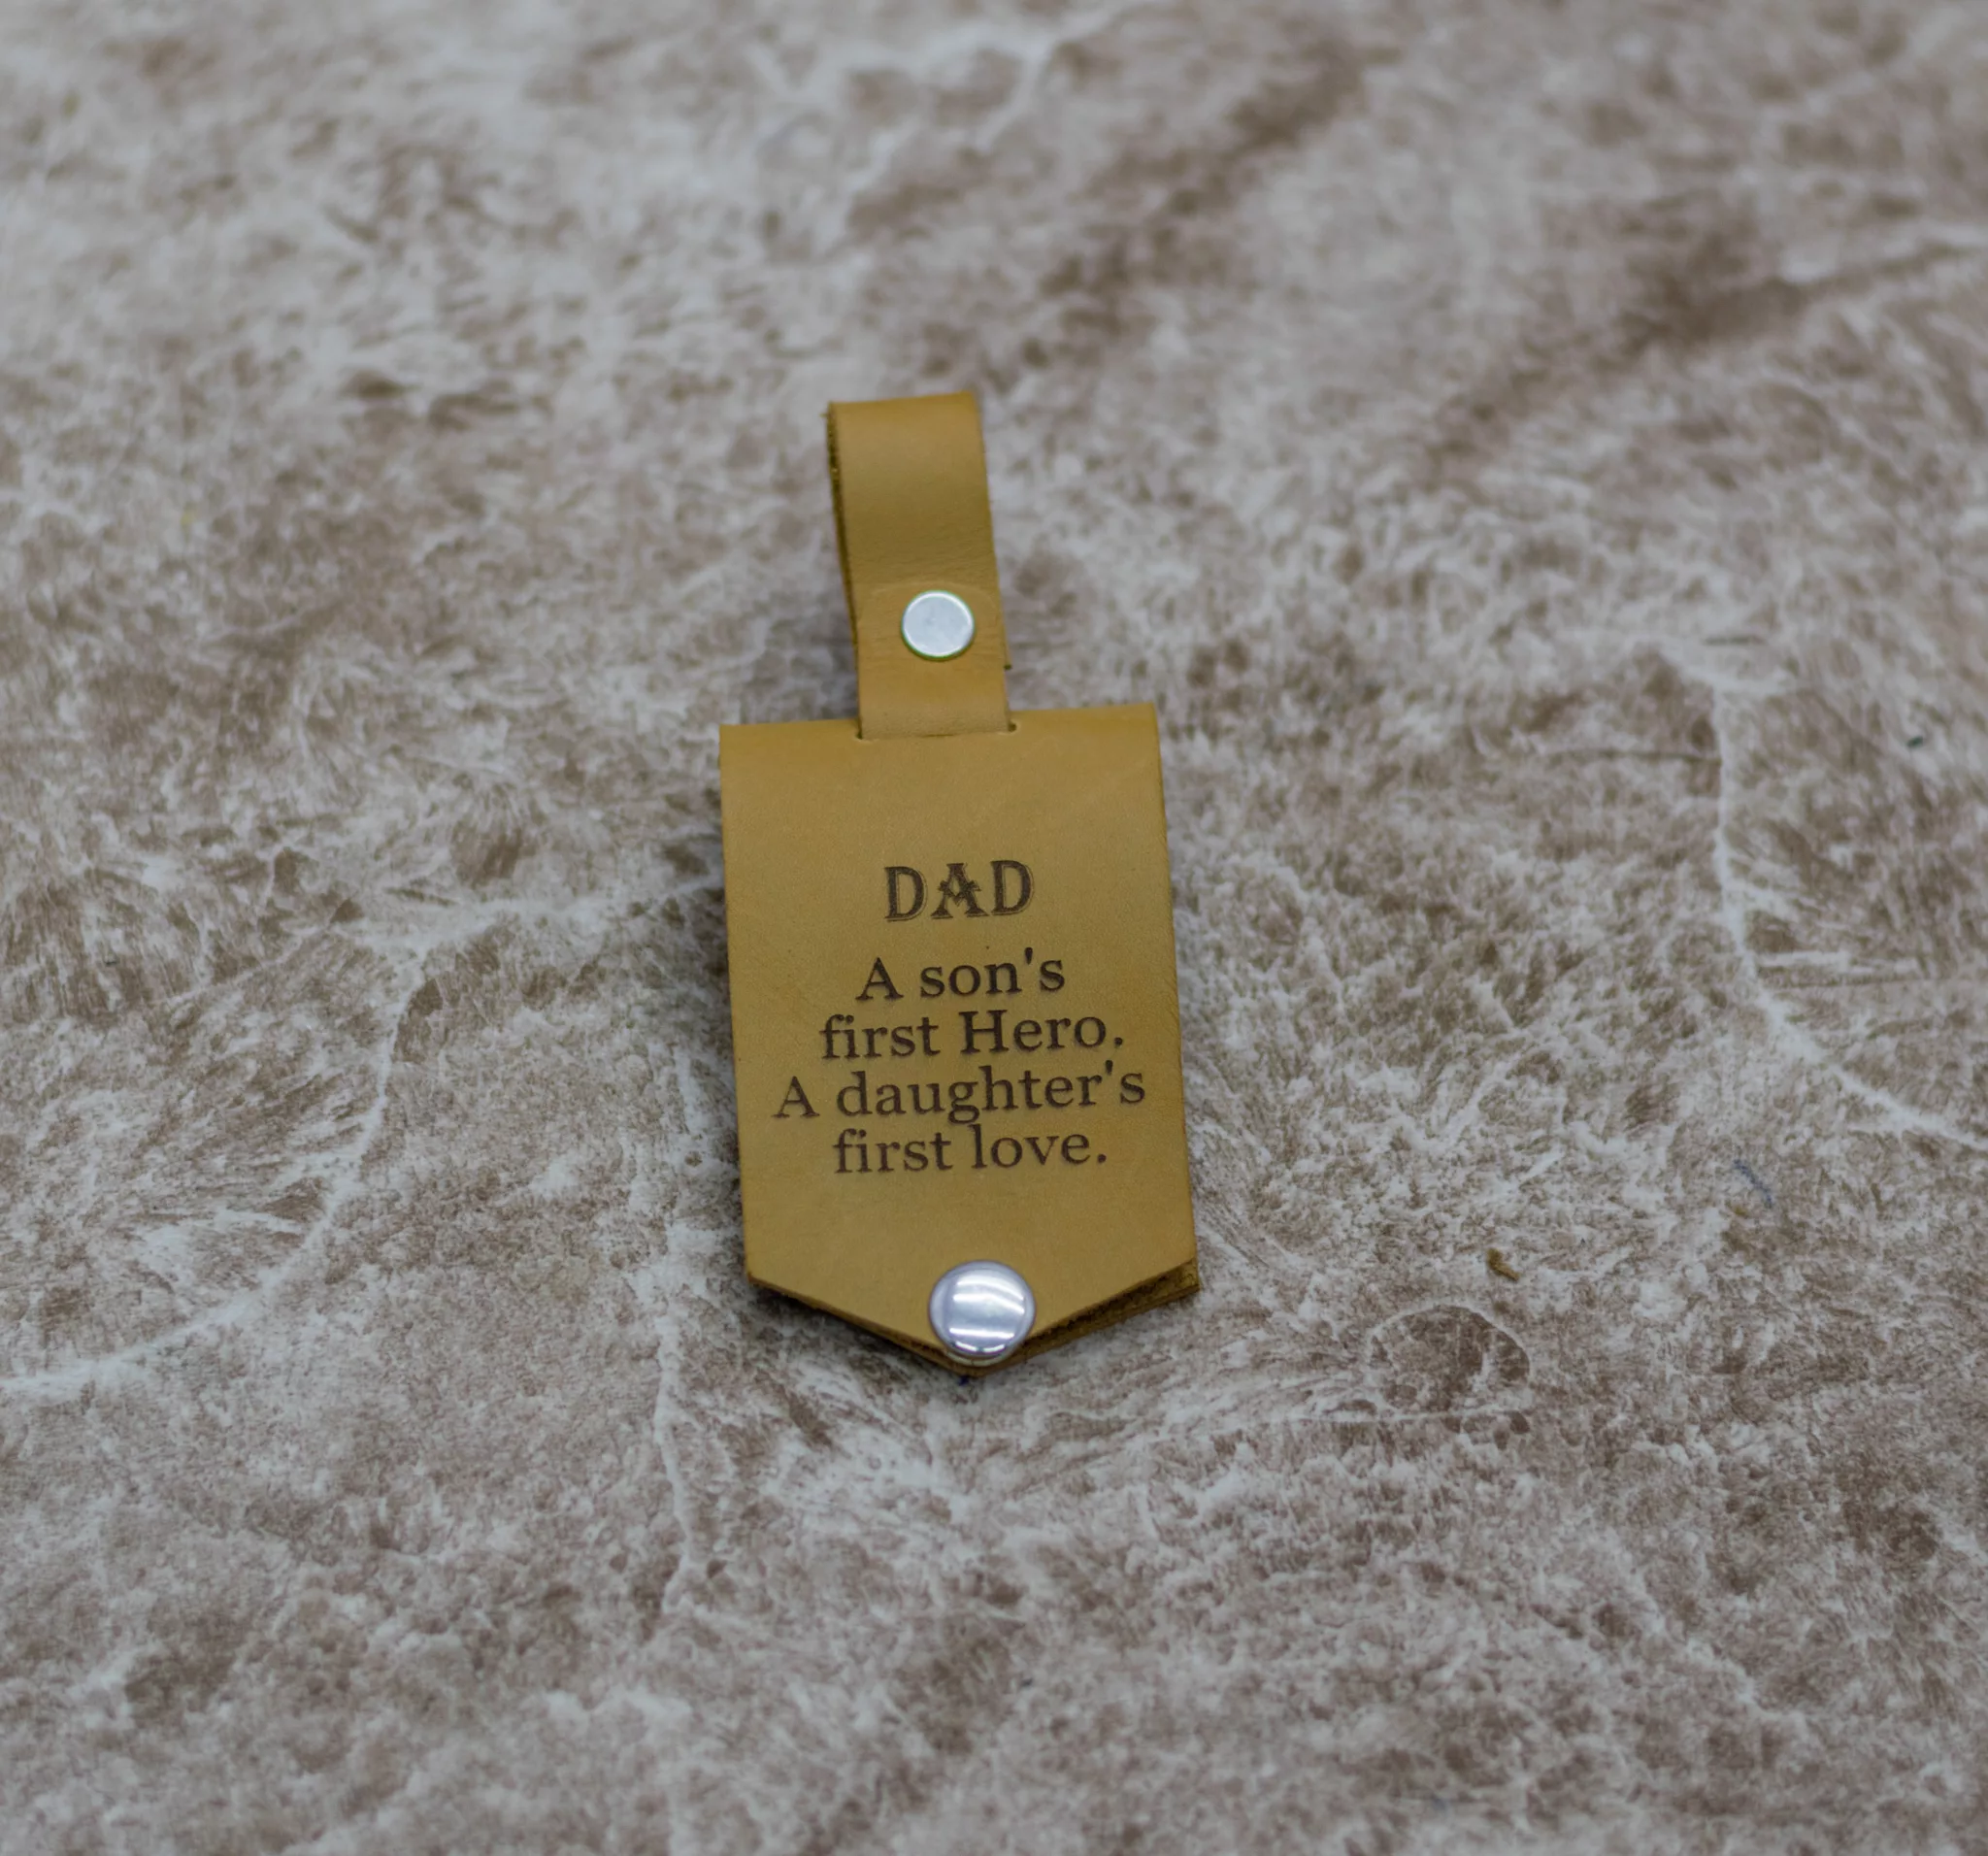 DAD
A son's
first Hero.
A daughter's
first love.